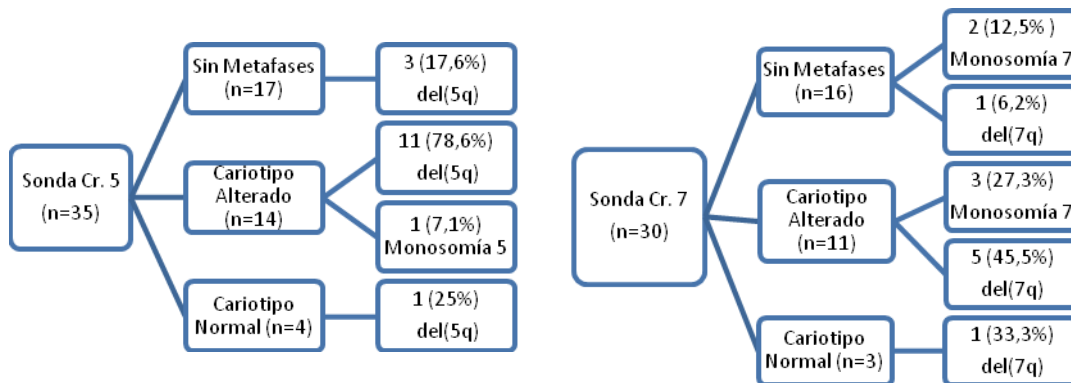 Sonda Cr. 5
(n=35)
Sin Metafases
(n=17)
3 (17,6%)
del(5q)
Cariotipo
Alterado
(n=14)
11 (78,6%)
del(5q)
1 (7,1%)
Monosomía 5
Cariotipo
Normal (n=4)
1 (25%)
del(5q)
Sonda Cr. 7
(n=30)
Sin Metafases
(n=16)
2 (12,5% )
Monosomía 7
1 (6,2%)
del(7q)
Cariotipo
Alterado
(n=11)
3 (27,3%)
Monosomía 7
5 (45,5%)
del(7q)
Cariotipo
Normal (n=3)
1 (33,3%)
del(7q)